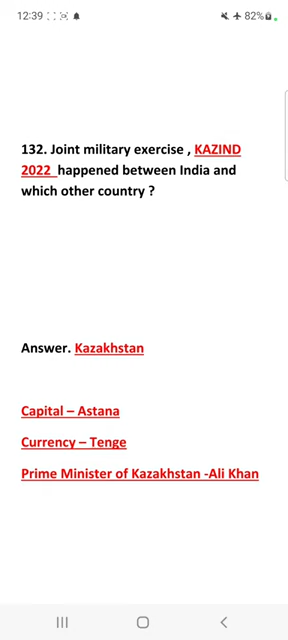 12:39
82%
132. Joint military exercise , KAZIND
2022 happened between India and
which other country ?
Answer. Kazakhstan
Capital – Astana
Currency – Tenge
Prime Minister of Kazakhstan -Ali Khan